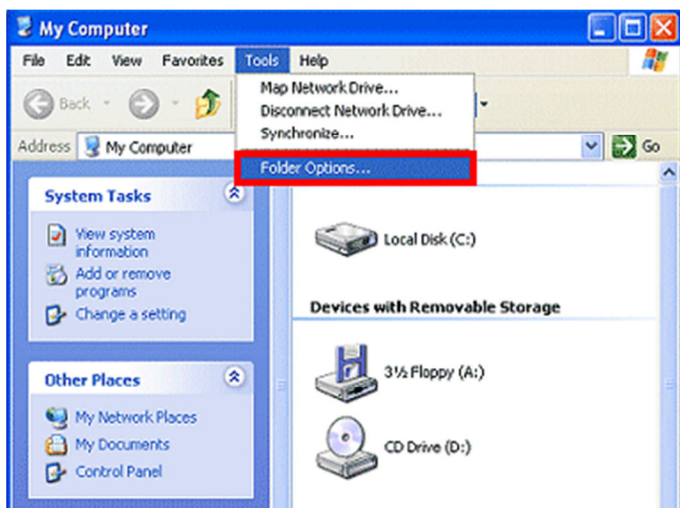 My Computer
File Edit View Favorites Tools Help
Back
Map Network Drive...
Disconnect Network Drive...
Synchronize...
Folder Options...
Address My Computer Go
System Tasks
View system
information
Add or remove
programs
Change a setting
Other Places
My Network Places
My Documents
Control Panel
Local Disk (C:)
Devices with Removable Storage
3½ Floppy (A:)
CD Drive (D:)